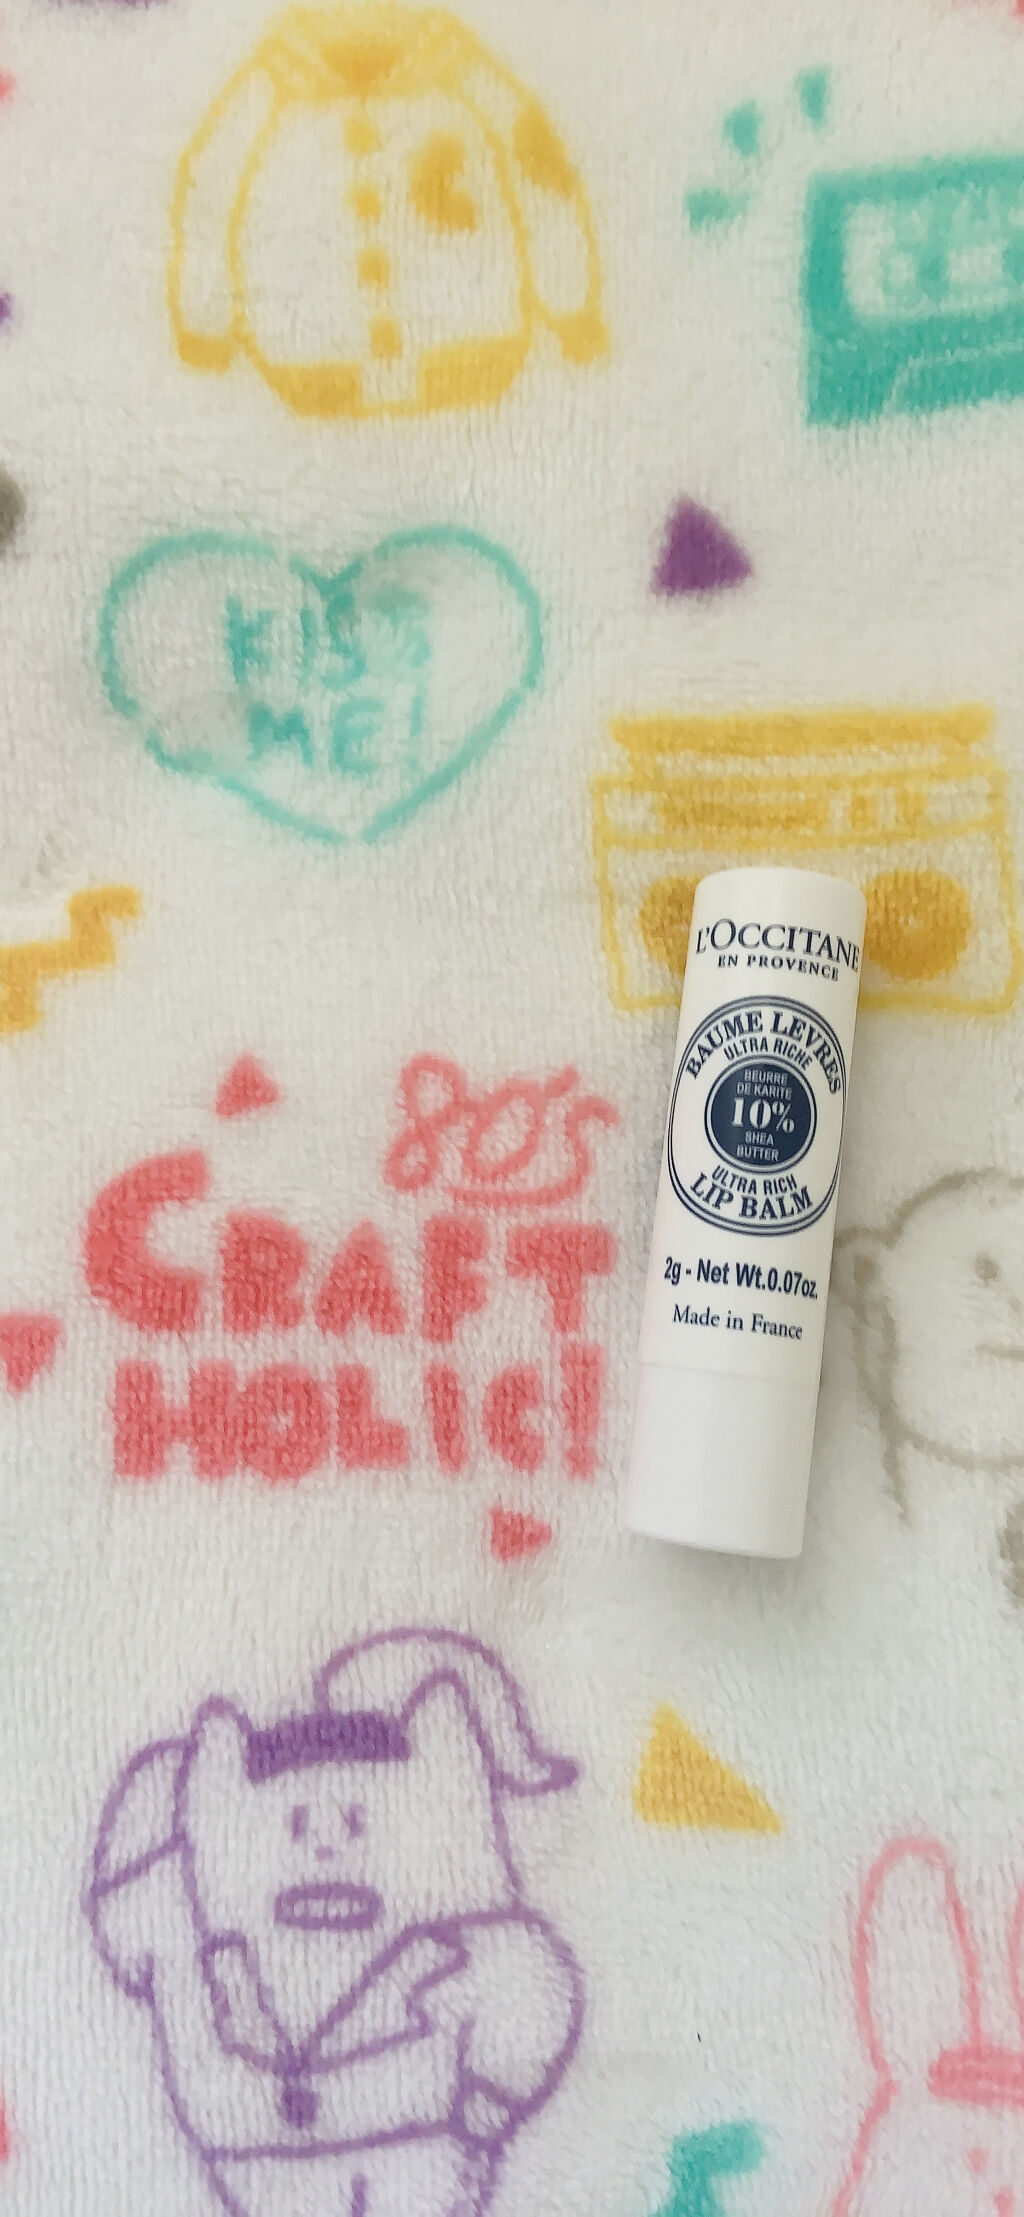 KISS
ME!
L'OCCITANE
EN PROVENCE
BAUME LEVRES
ULTRA RICHE
BEURRE
DE KARITE
10%
SHEA
BUTTER
ULTRA RICH
LIP BALM
2g - Net Wt.0.07oz.
Made in France
80's
CRAFT
HOLIC!